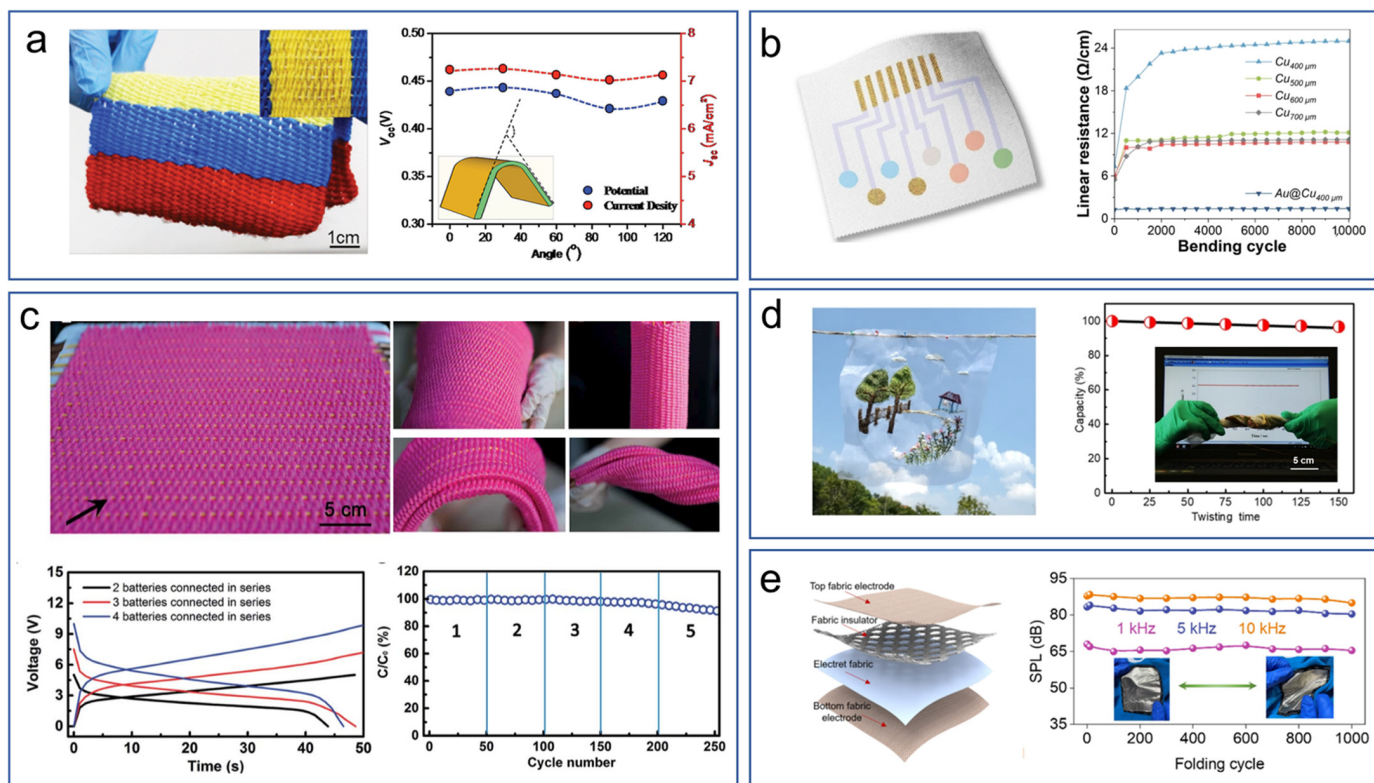 a
1cm
0.50
0.45
0.40
0.35
0.30
V_oc(V)
8
7
6
5
4
J_sc (mA/cm²)
Potential
Current Desity
0 20 40 60 80 100 120
Angle (°)
b
Linear resistance (Ω/cm)
24
18
12
6
0
Cu400 μm
Cu500 μm
Cu600 μm
Cu700 μm
Au@Cu400 μm
0 2000 4000 6000 8000 10000
Bending cycle
c
5 cm
15
12
9
6
3
0
Voltage (V)
2 batteries connected in series
3 batteries connected in series
4 batteries connected in series
0 10 20 30 40 50
Time (s)
120
100
80
60
40
20
0
C/C₀ (%)
1 2 3 4 5
0 50 100 150 200 250
Cycle number
d
100
80
60
40
20
0
Capacity (%)
5 cm
0 25 50 75 100 125 150
Twisting time
e
Top fabric electrode
Fabric insulator
Electret fabric
Bottom fabric
electrode
95
80
65
50
35
SPL (dB)
1 kHz 5 kHz 10 kHz
0 200 400 600 800 1000
Folding cycle